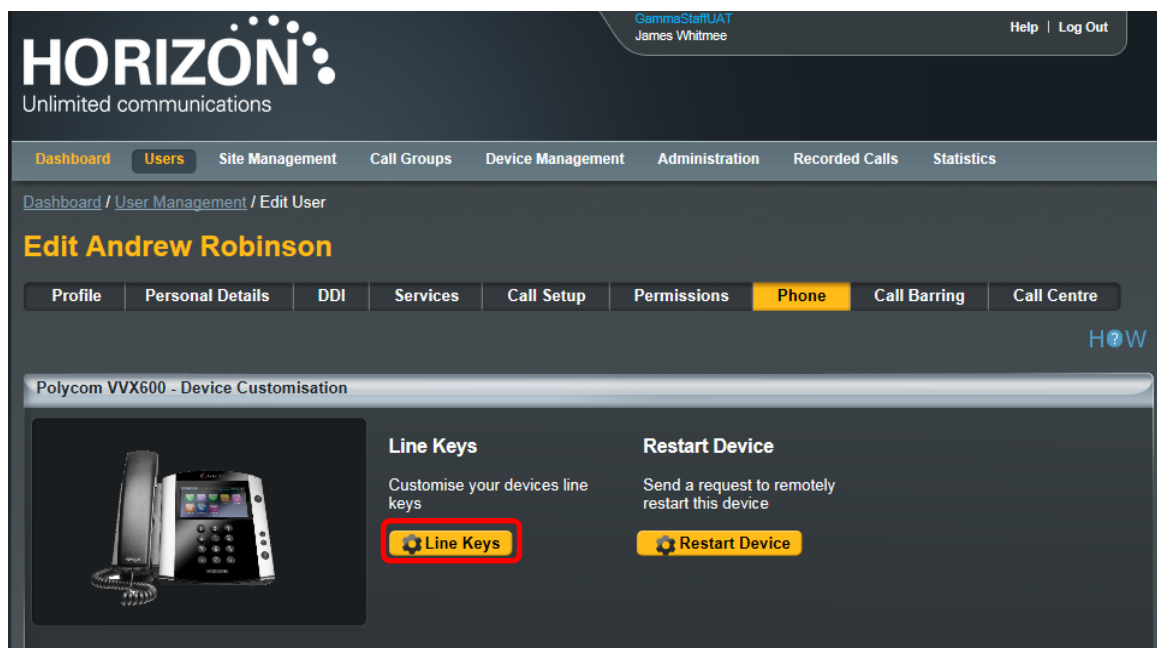 GammaStaffUAT
James Whitmee
Help | Log Out
HORIZON
Unlimited communications
Dashboard Users Site Management Call Groups Device Management Administration Recorded Calls Statistics
Dashboard / User Management / Edit User
Edit Andrew Robinson
Profile Personal Details DDI Services Call Setup Permissions Phone Call Barring Call Centre
H?W
Polycom VVX600 - Device Customisation
Line Keys
Customise your devices line
keys
Line Keys
Restart Device
Send a request to remotely
restart this device
Restart Device